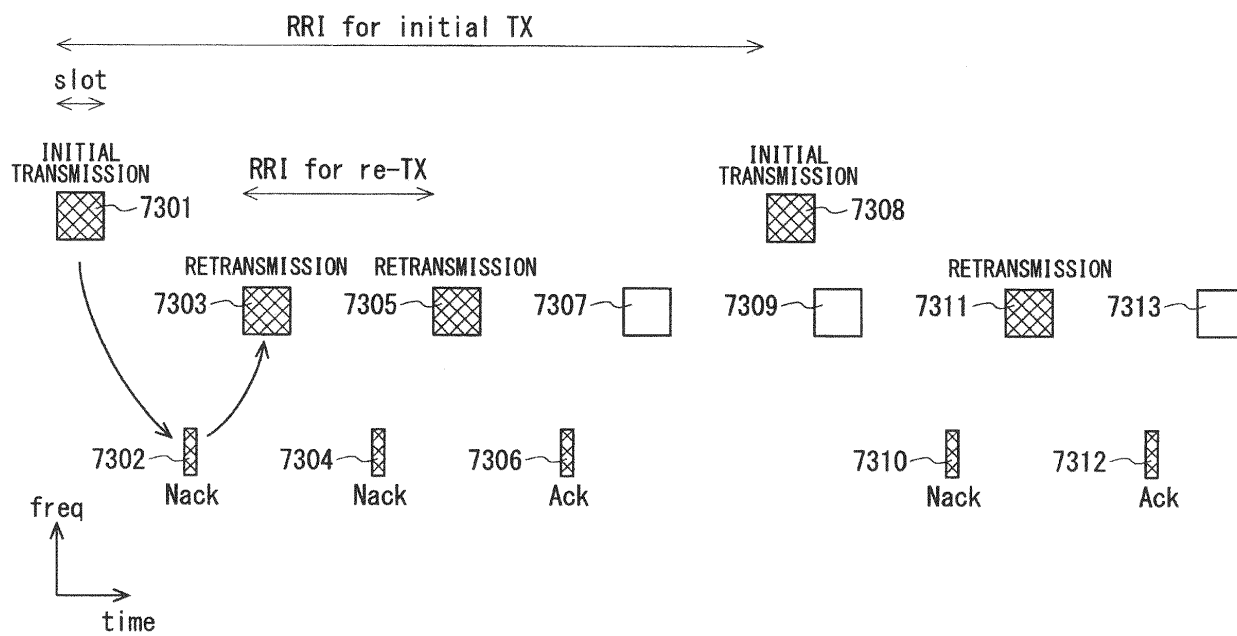 RRI for initial TX
slot
INITIAL
TRANSMISSION
7301
RRI for re-TX
INITIAL
TRANSMISSION
7308
RETRANSMISSION
7303
RETRANSMISSION
7305
7307
7309
RETRANSMISSION
7311
7313
7302
Nack
7304
Nack
7306
Ack
7310
Nack
7312
Ack
freq
time